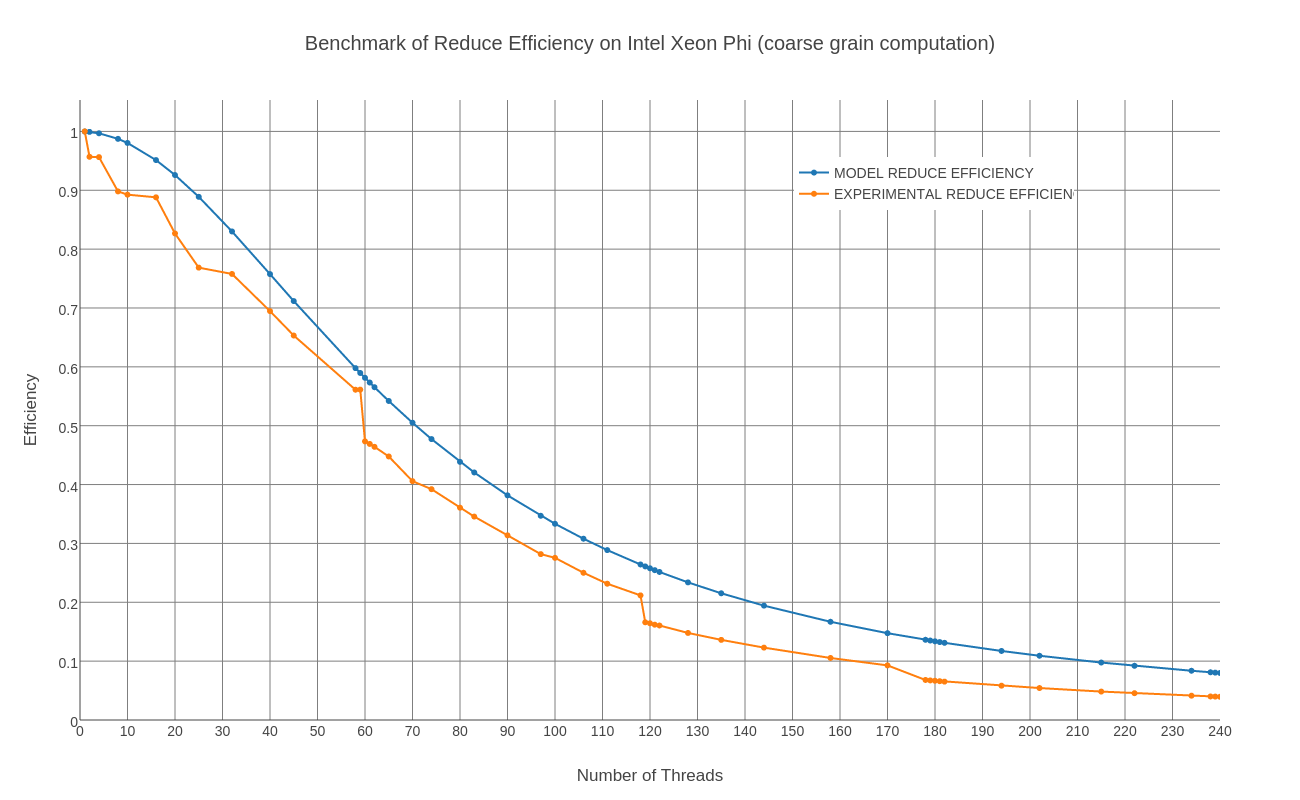 Benchmark of Reduce Efficiency on Intel Xeon Phi (coarse grain computation)
MODEL REDUCE EFFICIENCY
EXPERIMENTAL REDUCE EFFICIEN
Efficiency
1
0.9
0.8
0.7
0.6
0.5
0.4
0.3
0.2
0.1
0
0 10 20 30 40 50 60 70 80 90 100 110 120 130 140 150 160 170 180 190 200 210 220 230 240
Number of Threads